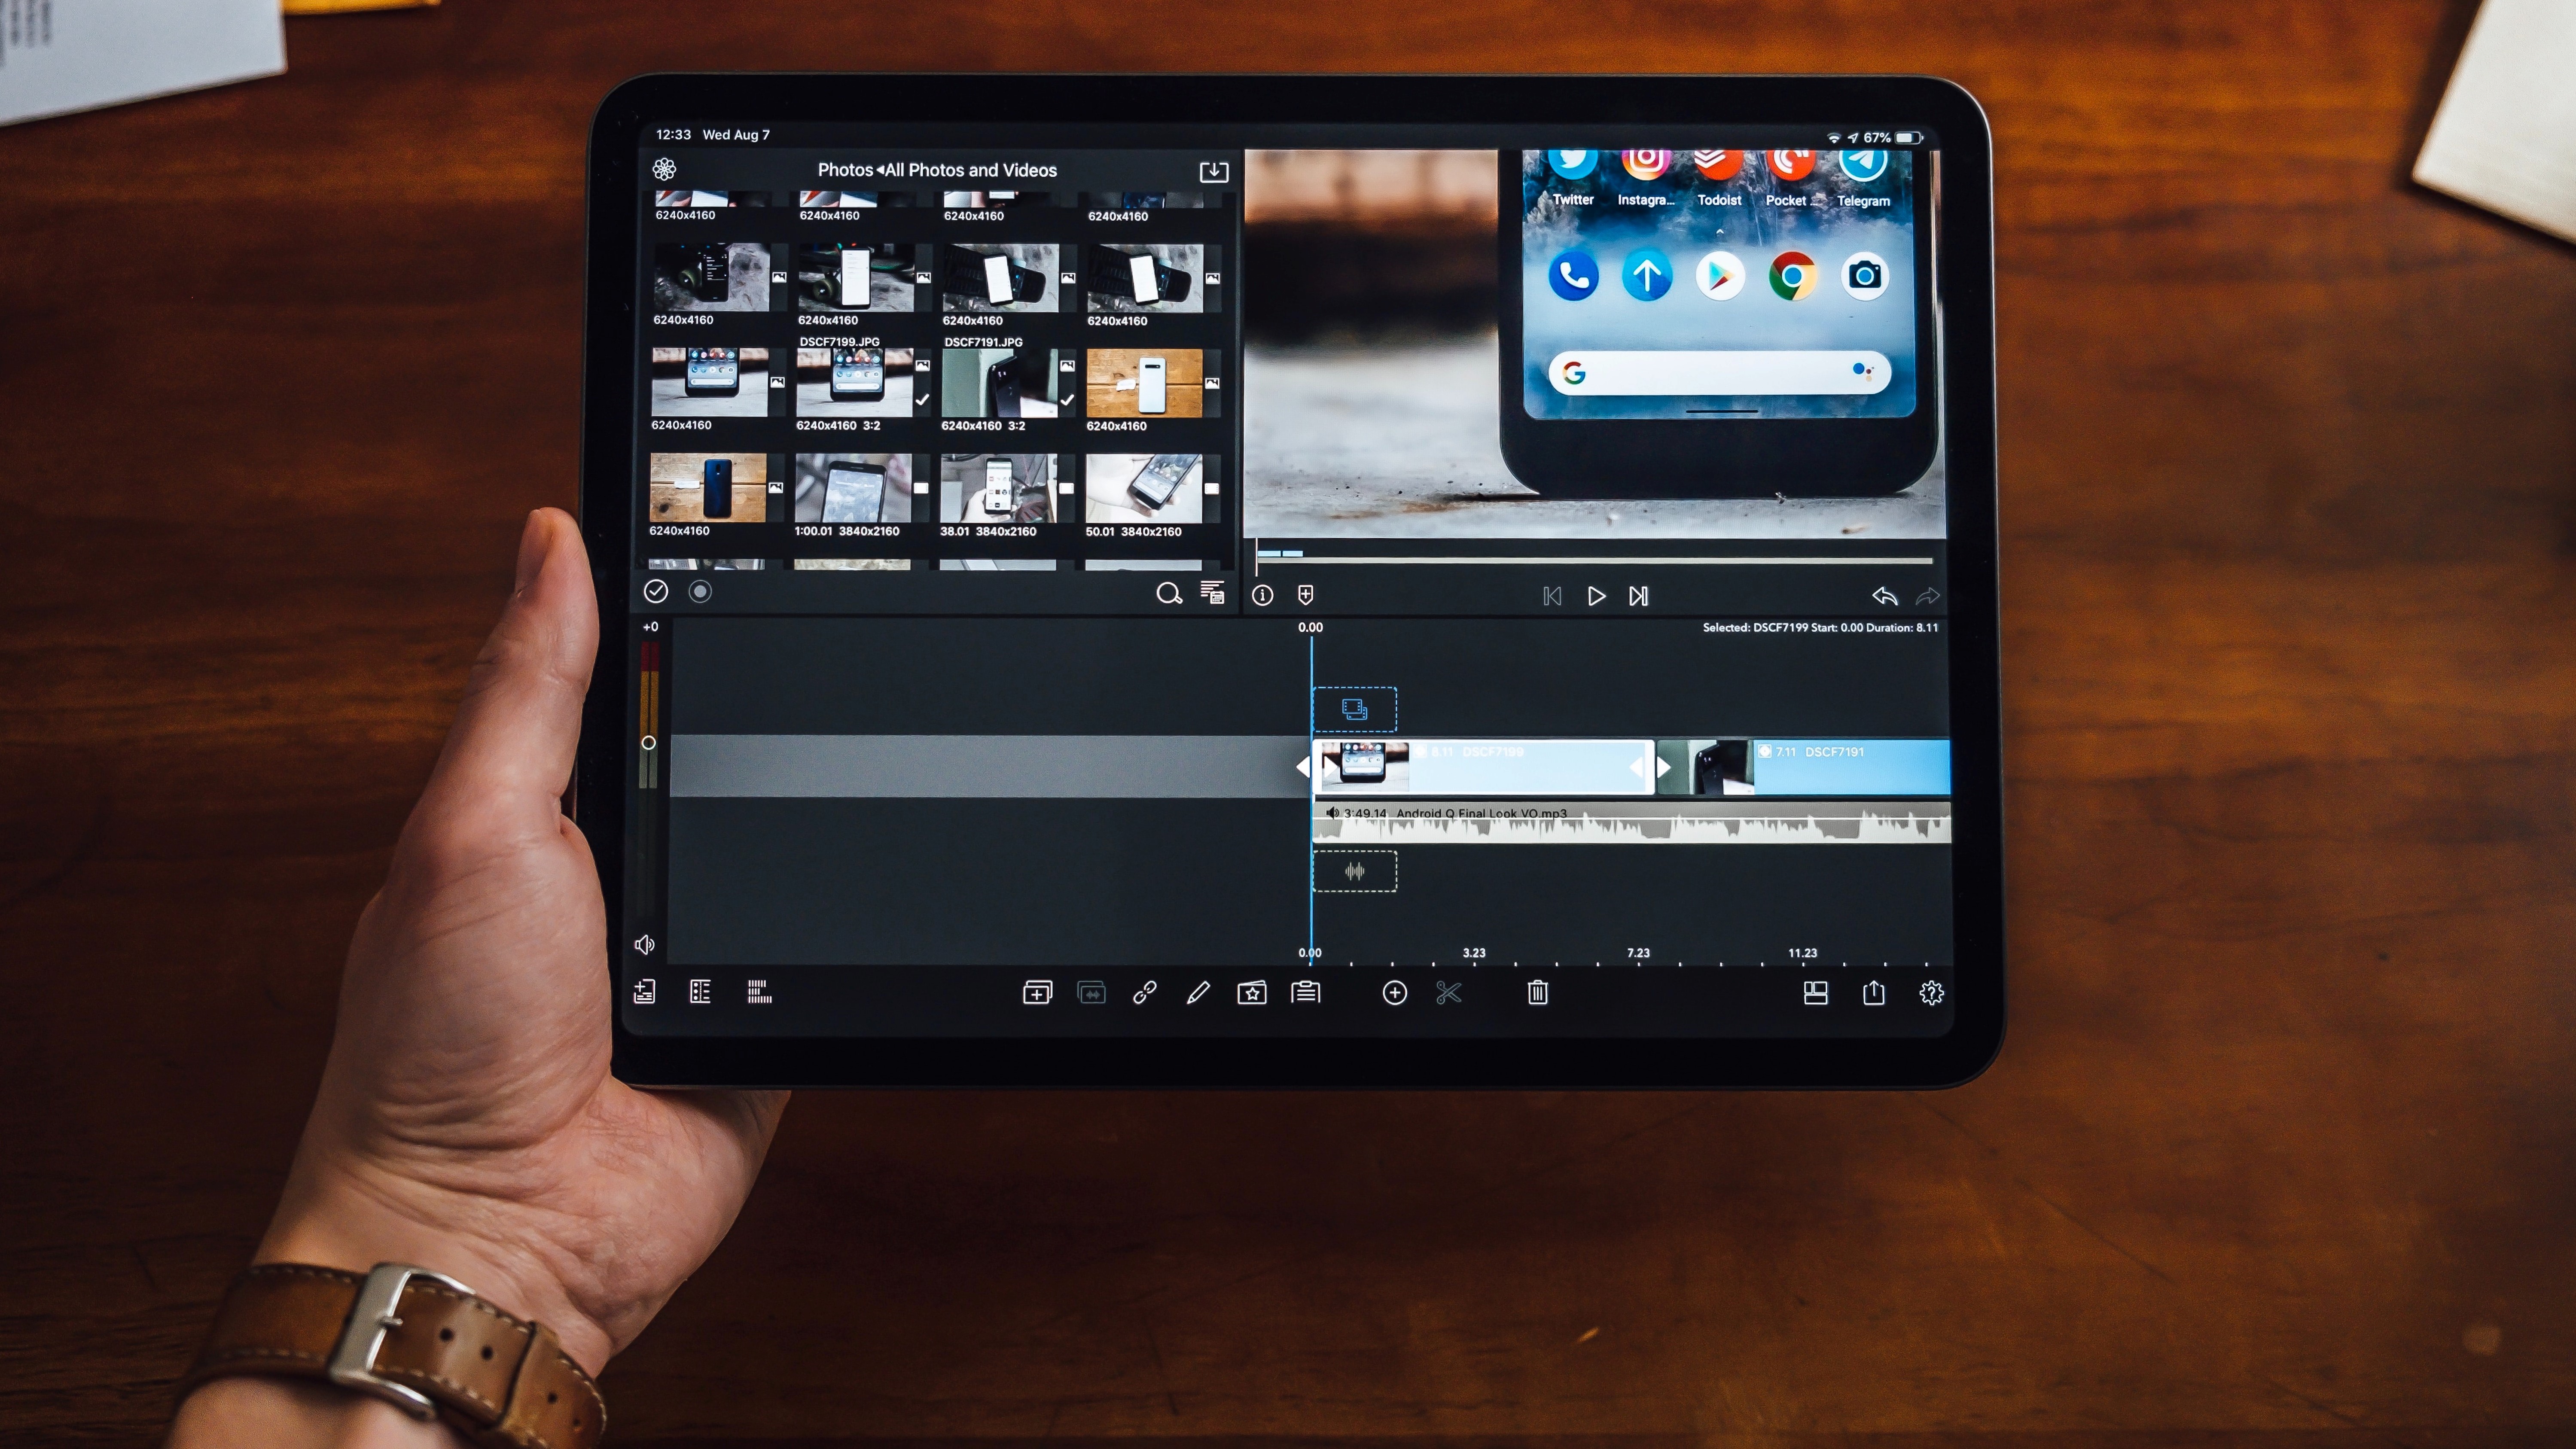 12:33 Wed Aug 7
67%
Photos◂All Photos and Videos
6240x4160 6240x4160 6240x4160 6240x4160
6240x4160 6240x4160 6240x4160 6240x4160
DSCF7199.JPG DSCF7191.JPG
6240x4160 6240x4160 3:2 6240x4160 3:2 6240x4160
6240x4160 1:00.01 3840x2160 38.01 3840x2160 50.01 3840x2160
Twitter Instagra... Todoist Pocket ... Telegram
G
+0
0.00
Selected: DSCF7199 Start: 0.00 Duration: 8.11
8.11 DSCF7199
7.11 DSCF7191
3:49.14 Android Q Final Look VO.mp3
0.00 3.23 7.23 11.23